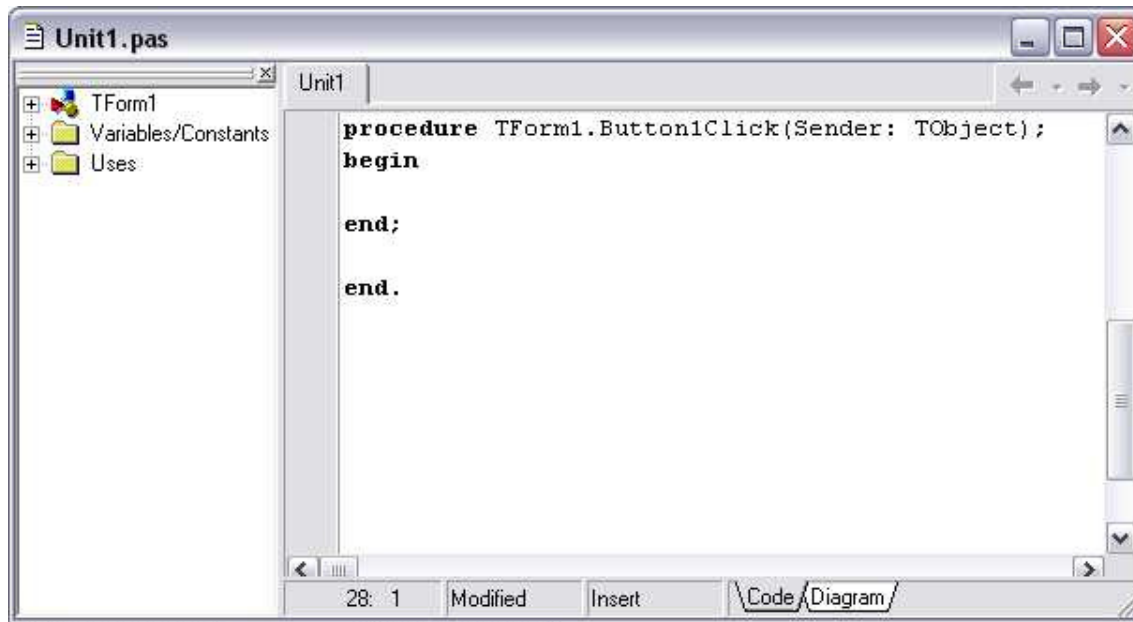 Unit1.pas
TForm1
Variables/Constants
Uses
Unit1
procedure TForm1.Button1Click(Sender: TObject);
begin
end;
end.
28: 1 Modified Insert Code Diagram